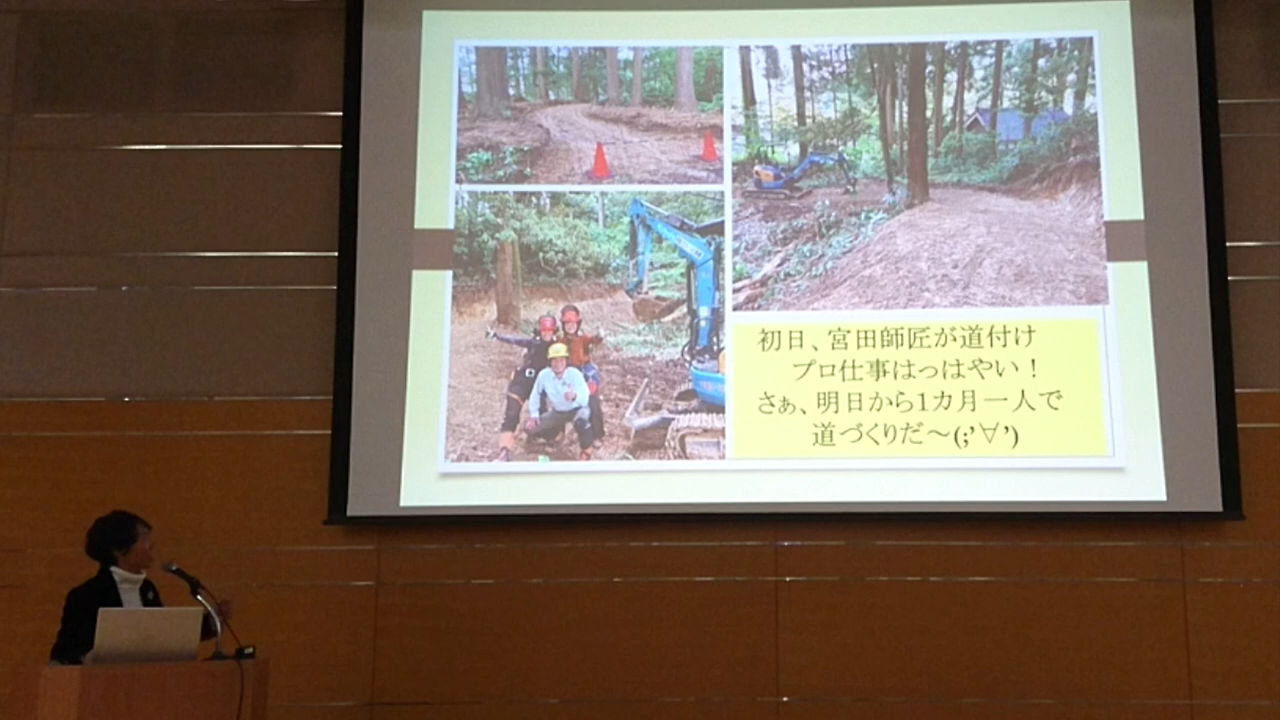 初日、宮田師匠が道付け
プロ仕事はっはやい！
さぁ、明日から1カ月一人で
道づくりだ～(;’∀’)